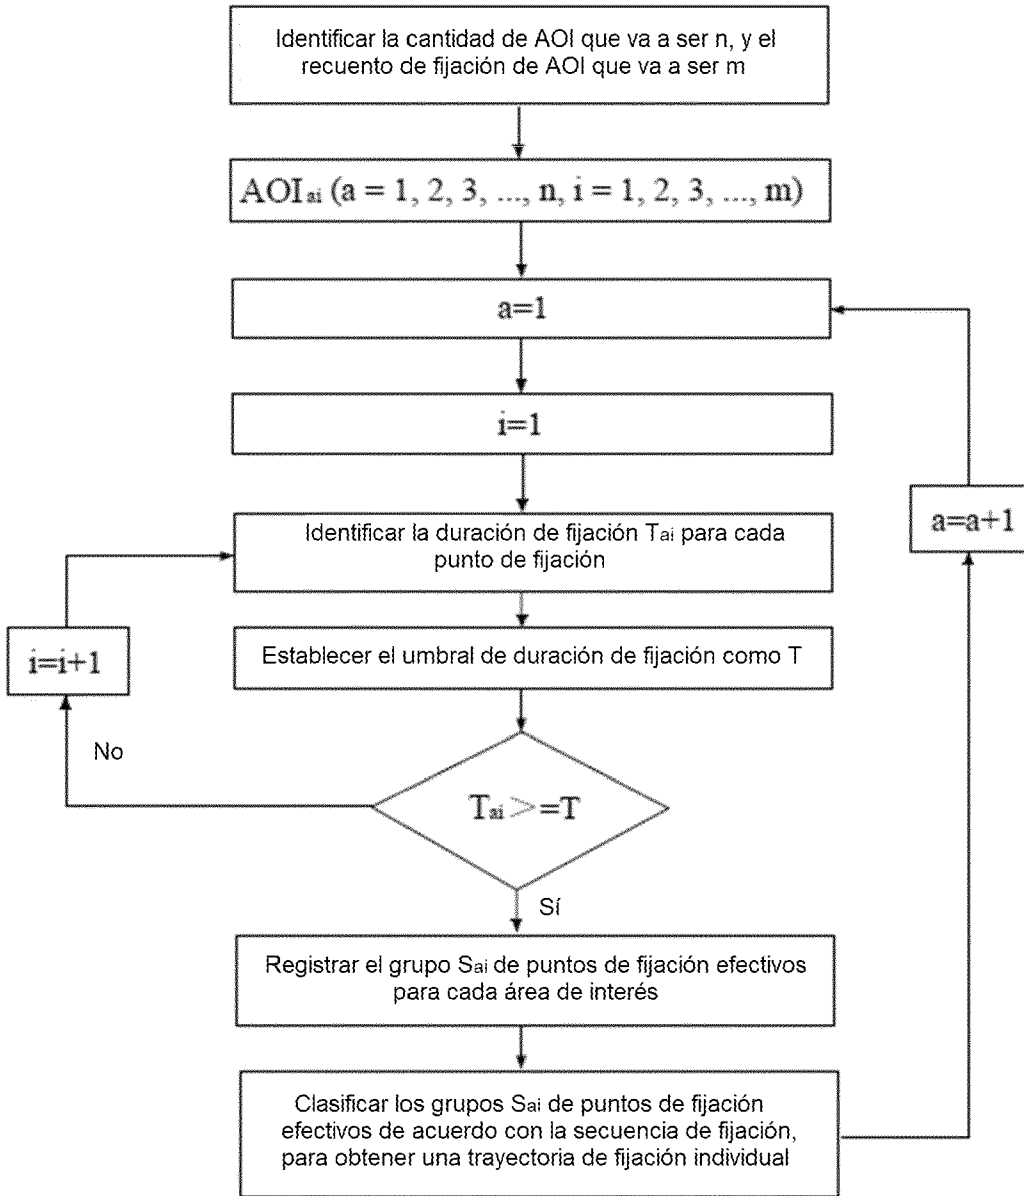 Identificar la cantidad de AOI que va a ser n, y el
recuento de fijación de AOI que va a ser m
AOIai (a = 1, 2, 3, ..., n, i = 1, 2, 3, ..., m)
a=1
i=1
Identificar la duración de fijación Tai para cada
punto de fijación
a=a+1
i=i+1
Establecer el umbral de duración de fijación como T
No
Tai >=T
Sí
Registrar el grupo Sai de puntos de fijación efectivos
para cada área de interés
Clasificar los grupos Sai de puntos de fijación
efectivos de acuerdo con la secuencia de fijación,
para obtener una trayectoria de fijación individual